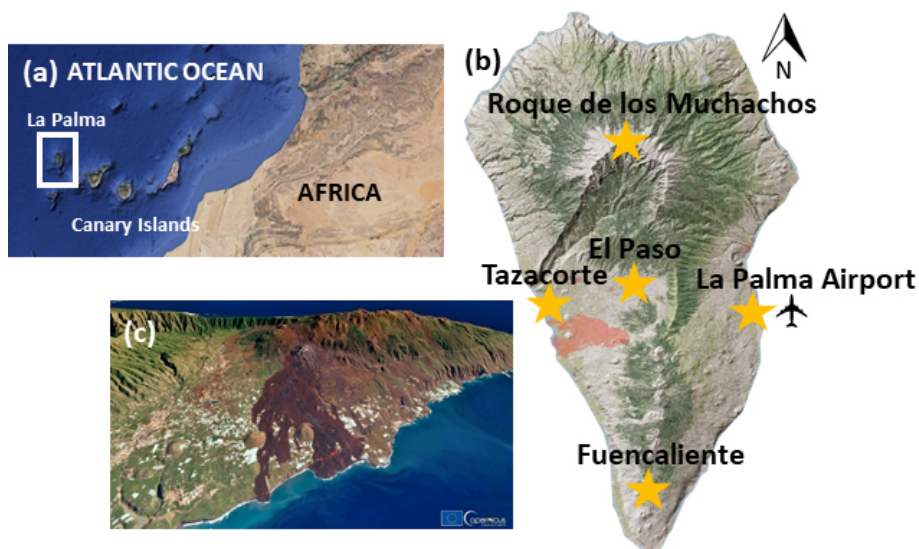 (a) ATLANTIC OCEAN
La Palma
AFRICA
Canary Islands
(b)
N
Roque de los Muchachos
El Paso
Tazacorte
La Palma Airport
Fuencaliente
(c)
Copernicus